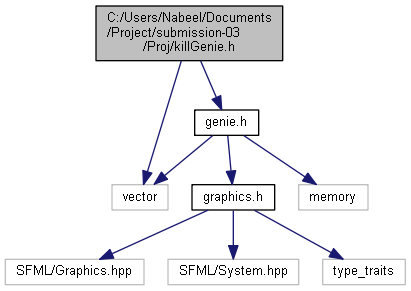 C:/Users/Nabeel/Documents
/Project/submission-03
/Proj/killGenie.h
genie.h
vector
graphics.h
memory
SFML/Graphics.hpp
SFML/System.hpp
type_traits